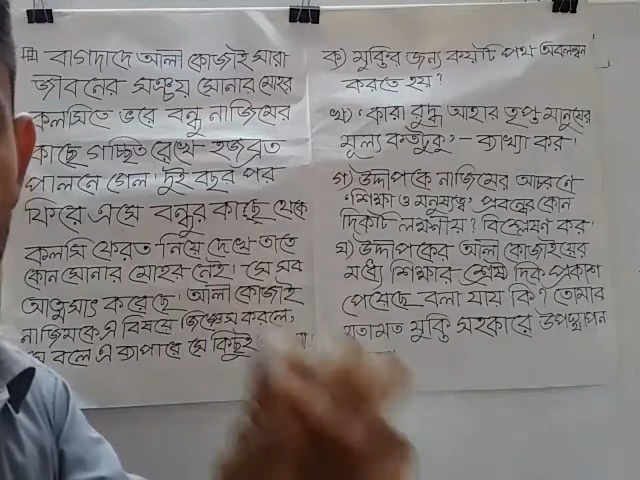 বাগদাদে আলী কোজাই সারা
জীবনের সঞ্চয় সোনার মোহর
কলসিতে ভরে বন্ধু নাজিমের
কাছে গচ্ছিত রেখে হজব্রত
পালনে গেল। দুই বছর পর
ফিরে এসে বন্ধুর কাছে থেকে
কলসি ফেরত নিয়ে দেখে তাতে
কোন সোনার মোহর নেই। সে সব
আত্নসাৎ করেছে। আলী কোজাই
নাজিমকে এ বিষয়ে জিজ্ঞেস করলে,
সে বলে এ ব্যাপারে সে কিছুই
ক) মুক্তির জন্য কয়টি পথ অবলম্বন
করতে হয়?
খ) 'কারা রুদ্ধ আহার তৃপ্ত মানুষের
মূল্য কতটুকু' - ব্যাখ্যা কর।
গ) উদ্দীপকে নাজিমের আচরণে
'শিক্ষা ও মনুষ্যত্ব' প্রবন্ধের কোন
দিকটি লক্ষণীয়? বিশ্লেষণ কর।
ঘ) উদ্দীপকের আলী কোজাইয়ের
মধ্যে শিক্ষার শ্রেষ্ঠ দিক প্রকাশ
পেয়েছে বলা যায় কি? তোমার
মতামত যুক্তি সহকারে উপস্থাপন